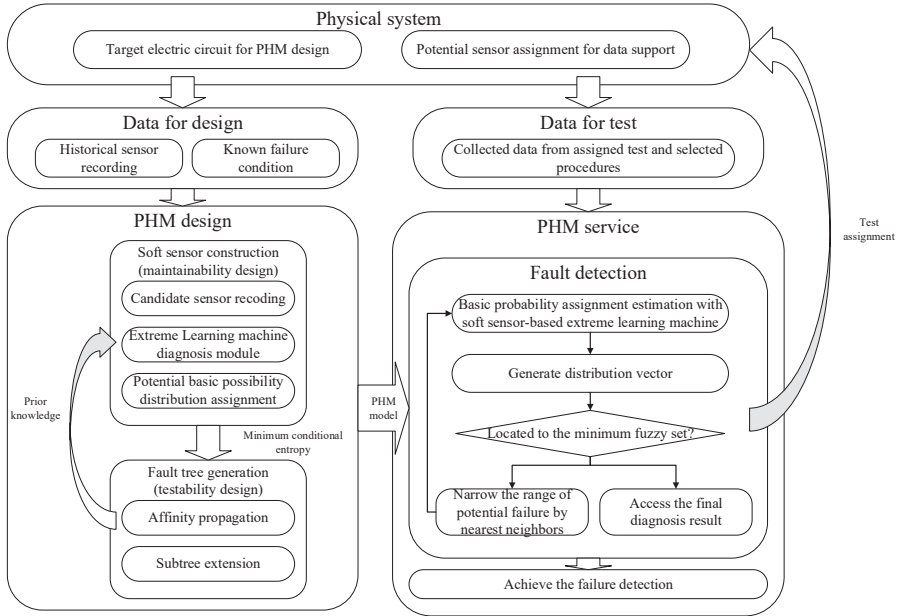 Physical system
Target electric circuit for PHM design
Potential sensor assignment for data support
Data for design
Historical sensor
recording
Known failure
condition
Data for test
Collected data from assigned test and selected
procedures
PHM design
Soft sensor construction
(maintainability design)
Candidate sensor recoding
Extreme Learning machine
diagnosis module
Potential basic possibility
distribution assignment
Prior
knowledge
Minimum conditional
entropy
Fault tree generation
(testability design)
Affinity propagation
Subtree extension
PHM
model
PHM service
Fault detection
Basic probability assignment estimation with
soft sensor-based extreme learning machine
Generate distribution vector
Located to the minimum fuzzy set?
Narrow the range of
potential failure by
nearest neighbors
Access the final
diagnosis result
Achieve the failure detection
Test
assignment